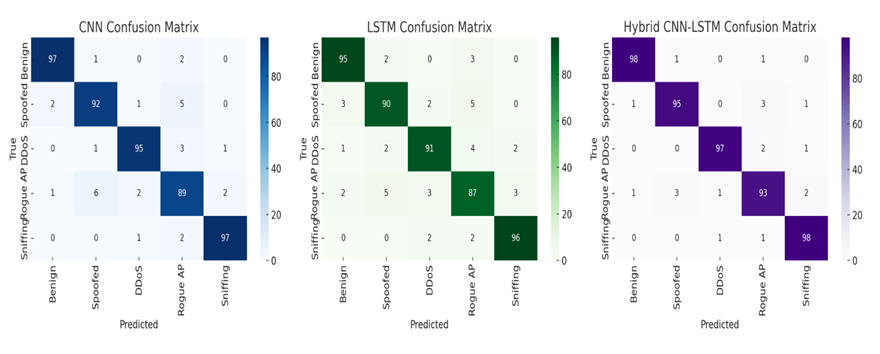 CNN Confusion Matrix
True
Benign 97 1 0 2 0
Spoofed 2 92 1 5 0
DDoS 0 1 95 3 1
Rogue AP 1 6 2 89 2
Sniffing 0 0 1 2 97
Benign Spoofed DDoS Rogue AP Sniffing
Predicted
80
60
40
20
0
LSTM Confusion Matrix
True
Benign 95 2 0 3 0
Spoofed 3 90 2 5 0
DDoS 1 2 91 4 2
Rogue AP 2 5 3 87 3
Sniffing 0 0 2 2 96
Benign Spoofed DDoS Rogue AP Sniffing
Predicted
80
60
40
20
0
Hybrid CNN-LSTM Confusion Matrix
True
Benign 98 1 0 1 0
Spoofed 1 95 0 3 1
DDoS 0 0 97 2 1
Rogue AP 1 3 1 93 2
Sniffing 0 0 1 1 98
Benign Spoofed DDoS Rogue AP Sniffing
Predicted
80
60
40
20
0